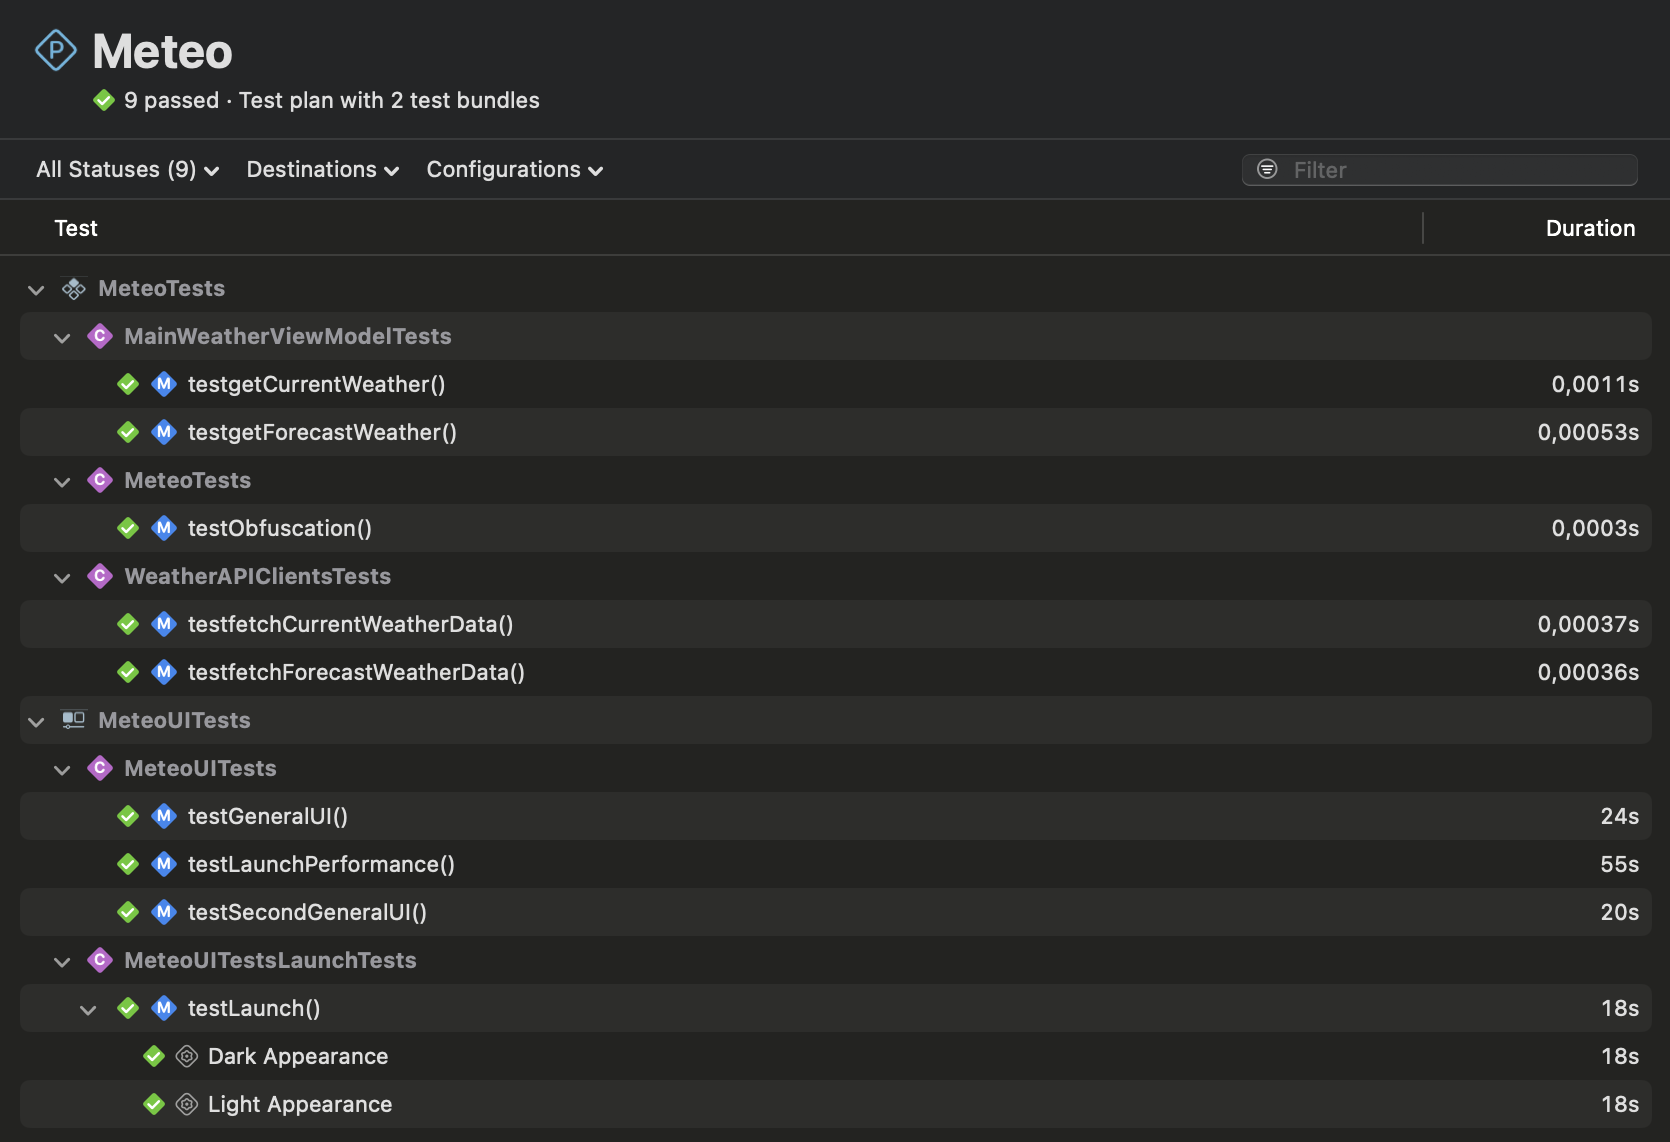 P Meteo
9 passed · Test plan with 2 test bundles
All Statuses (9) Destinations Configurations Filter
Test Duration
MeteoTests
C MainWeatherViewModelTests
M testgetCurrentWeather() 0,0011s
M testgetForecastWeather() 0,00053s
C MeteoTests
M testObfuscation() 0,0003s
C WeatherAPIClientsTests
M testfetchCurrentWeatherData() 0,00037s
M testfetchForecastWeatherData() 0,00036s
MeteoUITests
C MeteoUITests
M testGeneralUI() 24s
M testLaunchPerformance() 55s
M testSecondGeneralUI() 20s
C MeteoUITestsLaunchTests
M testLaunch() 18s
Dark Appearance 18s
Light Appearance 18s